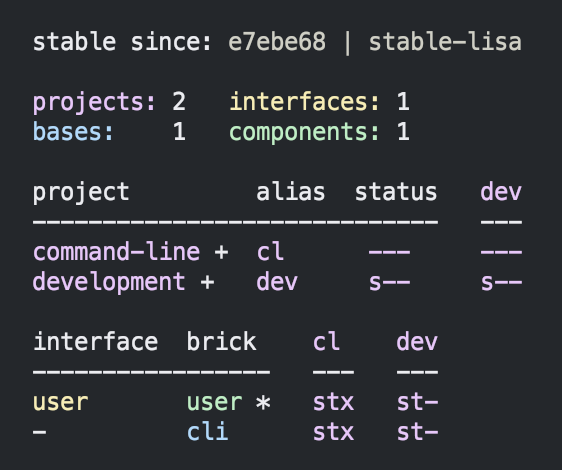 stable since: e7ebe68 | stable-lisa
projects: 2   interfaces: 1
bases:    1   components: 1
project         alias  status   dev
-----------------------------   ---
command-line +  cl      ---     ---
development +   dev     s--     s--
interface  brick    cl    dev
-----------------   ---   ---
user       user *   stx   st-
-          cli      stx   st-